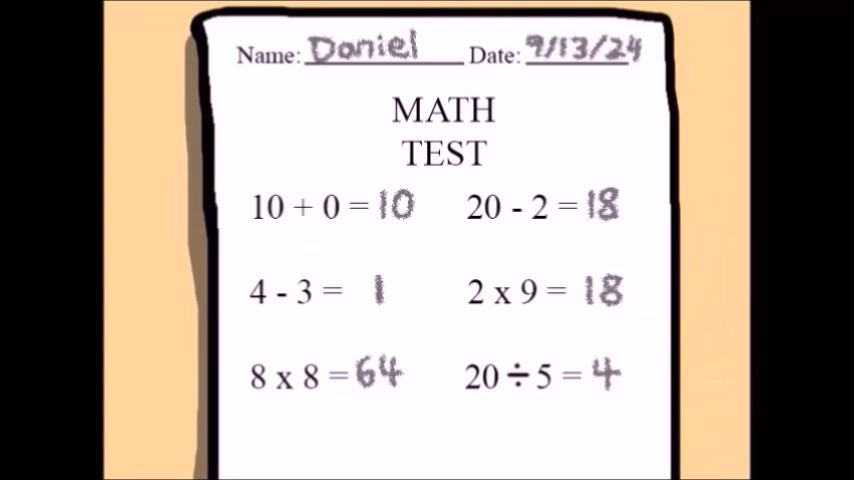 Name: Daniel Date: 9/13/24
MATH
TEST
10 + 0 = 10 20 - 2 = 18
4 - 3 = 1 2 x 9 = 18
8 x 8 = 64 20 ÷ 5 = 4